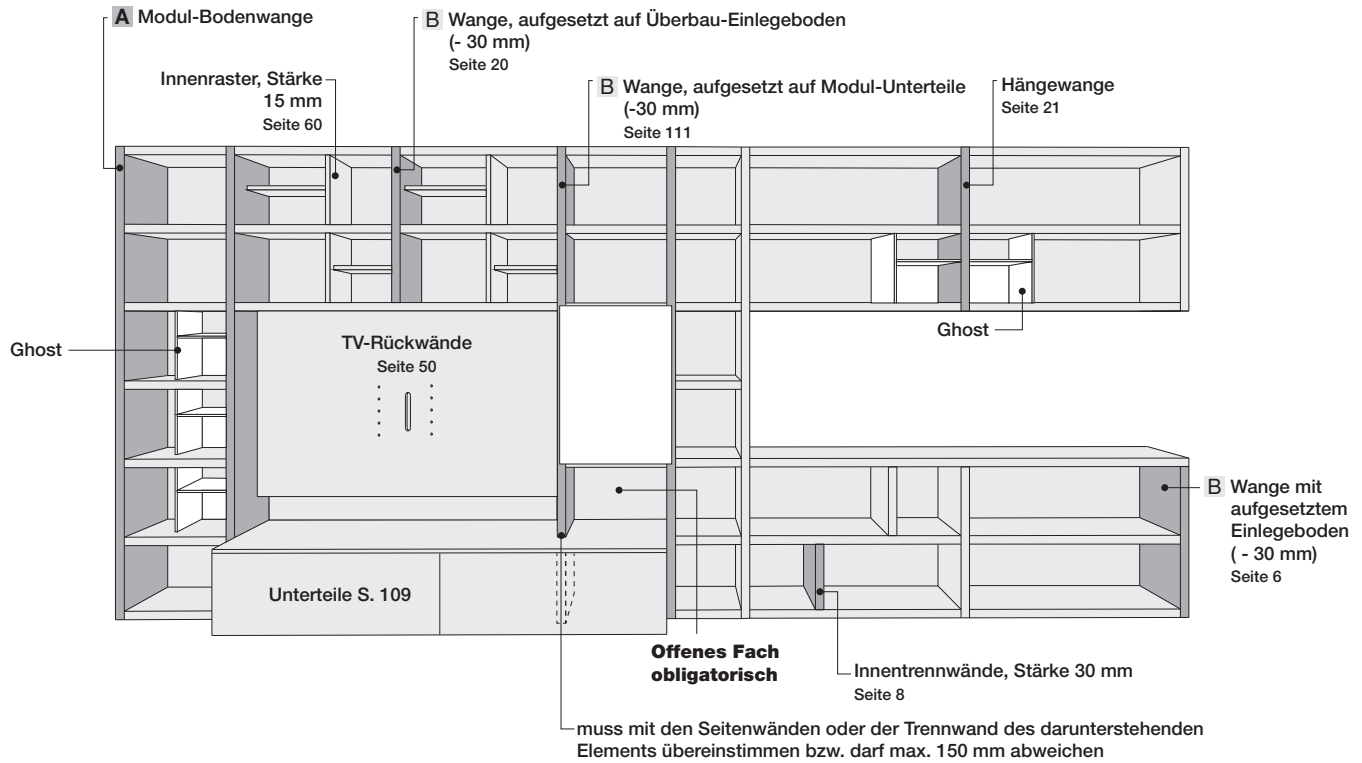 A Modul-Bodenwange
B Wange, aufgesetzt auf Überbau-Einlegeboden
(- 30 mm)
Seite 20
Innenraster, Stärke
15 mm
Seite 60
B Wange, aufgesetzt auf Modul-Unterteile
(-30 mm)
Seite 111
Hängewange
Seite 21
Ghost
TV-Rückwände
Seite 50
Ghost
B Wange mit
aufgesetztem
Einlegeboden
( - 30 mm)
Seite 6
Unterteile S. 109
Offenes Fach
obligatorisch
Innentrennwände, Stärke 30 mm
Seite 8
muss mit den Seitenwänden oder der Trennwand des darunterstehenden
Elements übereinstimmen bzw. darf max. 150 mm abweichen